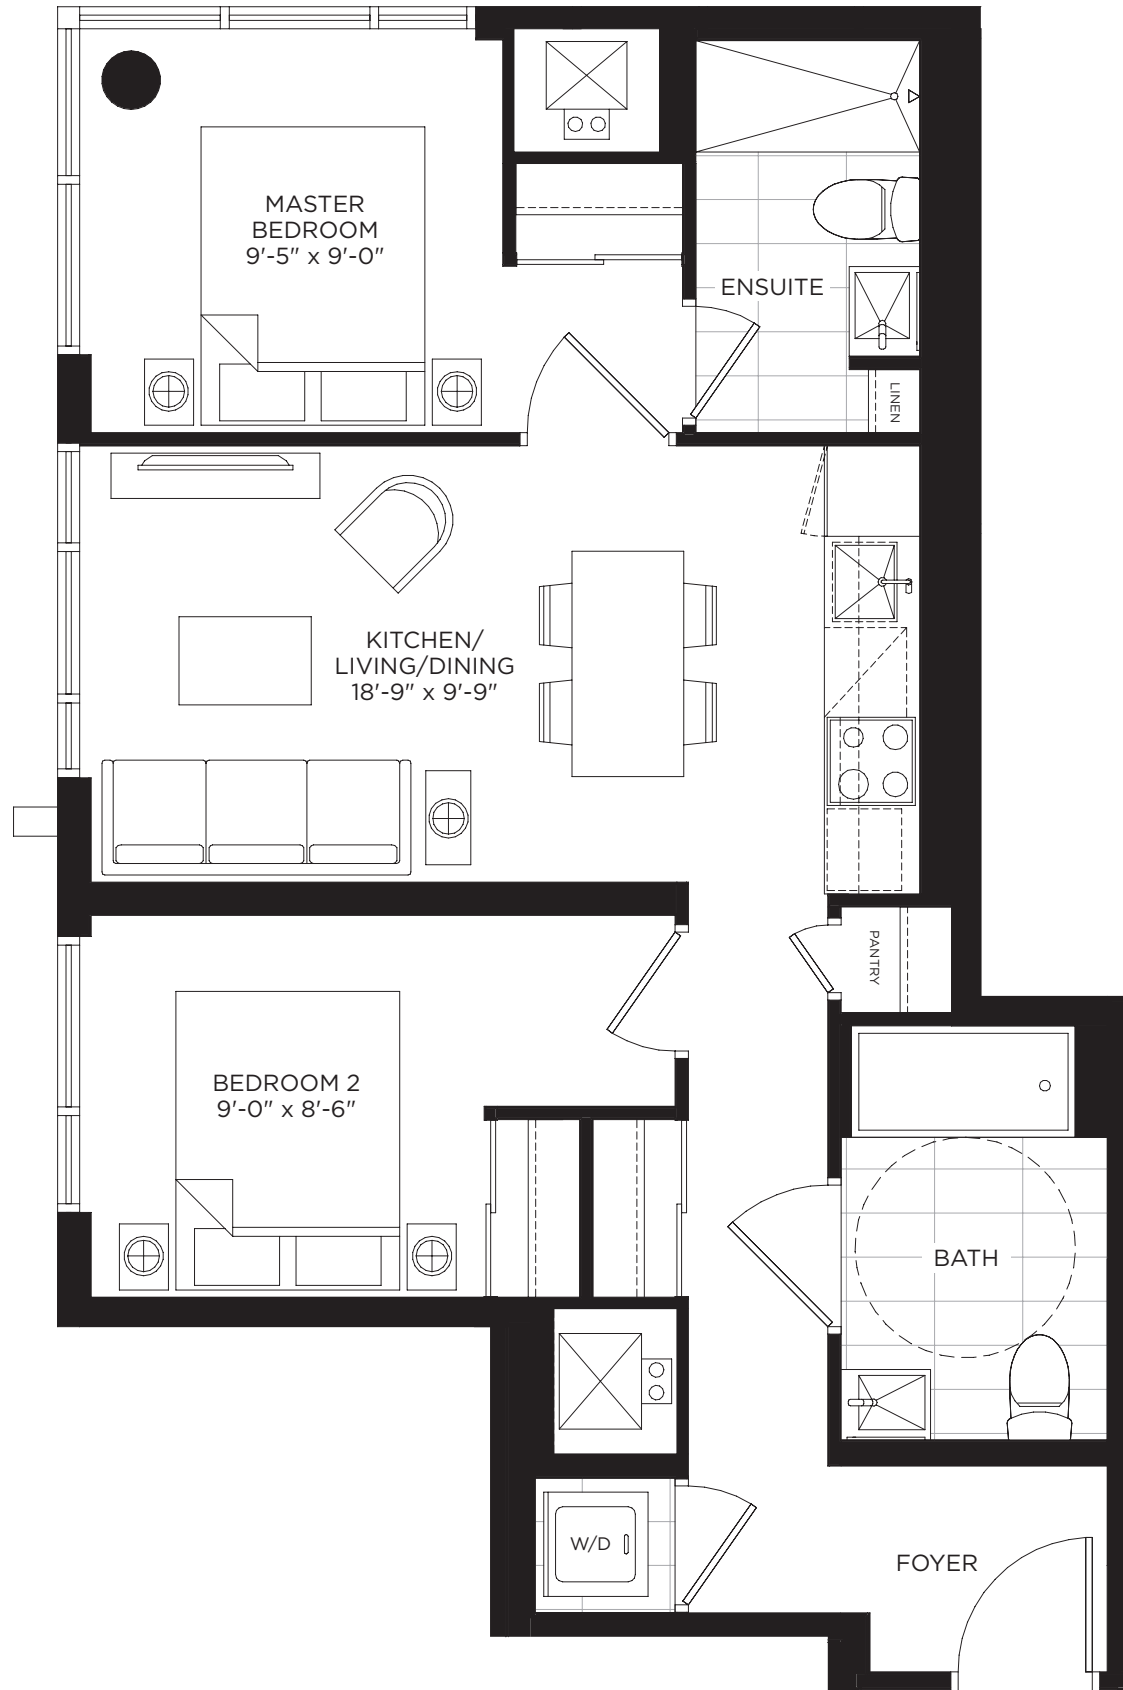 MASTER
BEDROOM
9'-5" x 9'-0"
ENSUITE
LINEN
KITCHEN/
LIVING/DINING
18'-9" x 9'-9"
PANTRY
BEDROOM 2
9'-0" x 8'-6"
BATH
W/D
FOYER